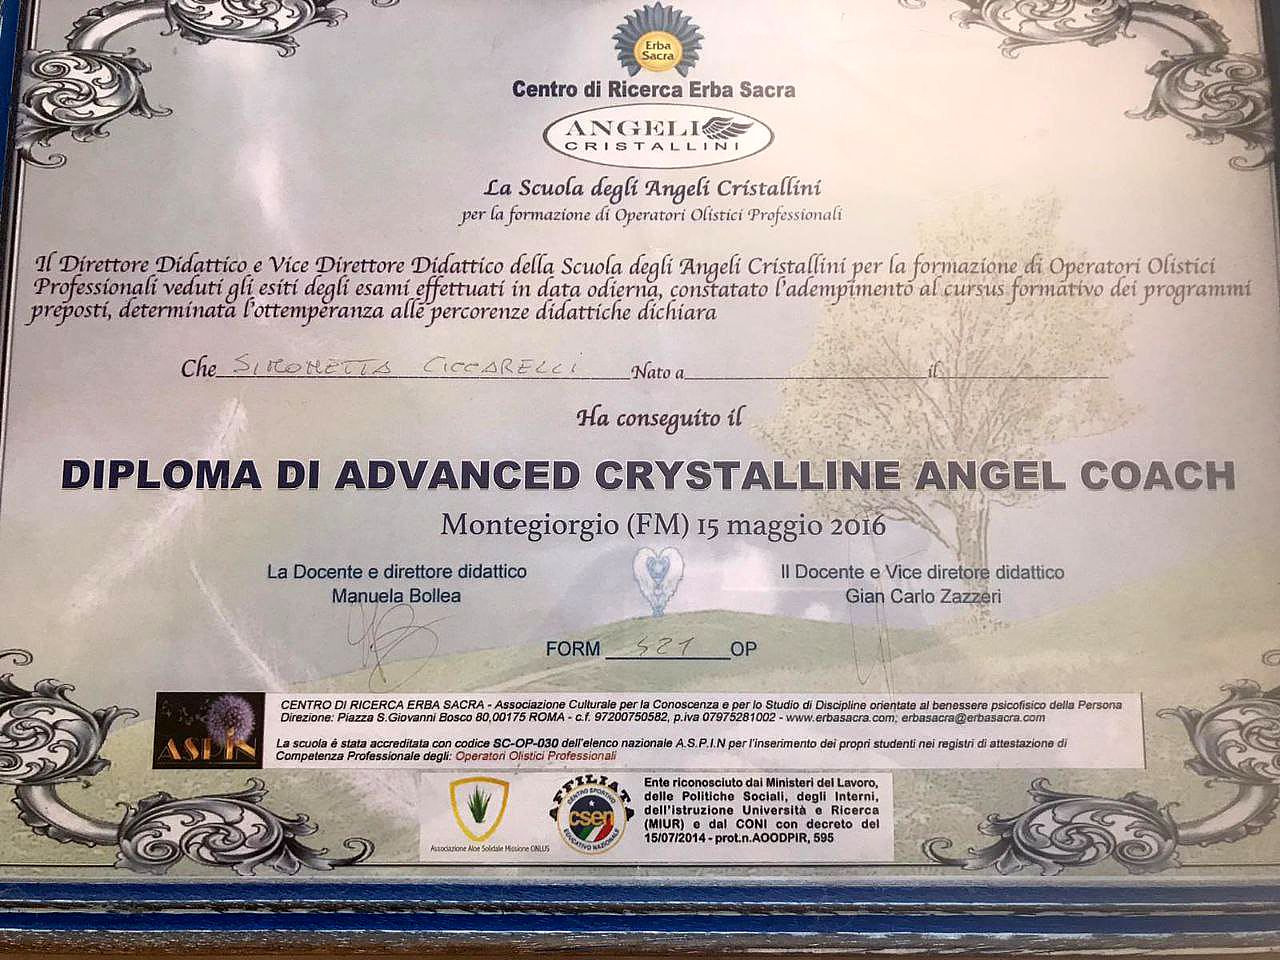 Erba
Sacra
Centro di Ricerca Erba Sacra
ANGELI
CRISTALLINI
La Scuola degli Angeli Cristallini
per la formazione di Operatori Olistici Professionali
Il Direttore Didattico e Vice Direttore Didattico della Scuola degli Angeli Cristallini per la formazione di Operatori Olistici
Professionali veduti gli esiti degli esami effettuati in data odierna, constatato l'adempimento al cursus formativo dei programmi
preposti, determinata l'ottemperanza alle percorenze didattiche dichiara
Che SIMONETTA CICCARELLI Nato a il
Ha conseguito il
DIPLOMA DI ADVANCED CRYSTALLINE ANGEL COACH
Montegiorgio (FM) 15 maggio 2016
La Docente e direttore didattico
Manuela Bollea
Il Docente e Vice diretore didattico
Gian Carlo Zazzeri
FORM 521 OP
ASPIN
CENTRO DI RICERCA ERBA SACRA - Associazione Culturale per la Conoscenza e per lo Studio di Discipline orientate al benessere psicofisico della Persona
Direzione: Piazza S.Giovanni Bosco 80,00175 ROMA - c.f. 97200750582, p.iva 07975281002 - www.erbasacra.com; erbasacra@erbasacra.com
La scuola é stata accreditata con codice SC-OP-030 dell'elenco nazionale A.S.P.I.N per l'inserimento dei propri studenti nei registri di attestazione di
Competenza Professionale degli: Operatori Olistici Professionali
Associazione Aloe Solidale Missione ONLUS
AFFILIAT
CENTRO SPORTIVO
csen
EDUCATIVO NAZIONALE
Ente riconosciuto dai Ministeri del Lavoro,
delle Politiche Sociali, degli Interni,
dell'istruzione Università e Ricerca
(MIUR) e dal CONI con decreto del
15/07/2014 - prot.n.AOODPIR, 595